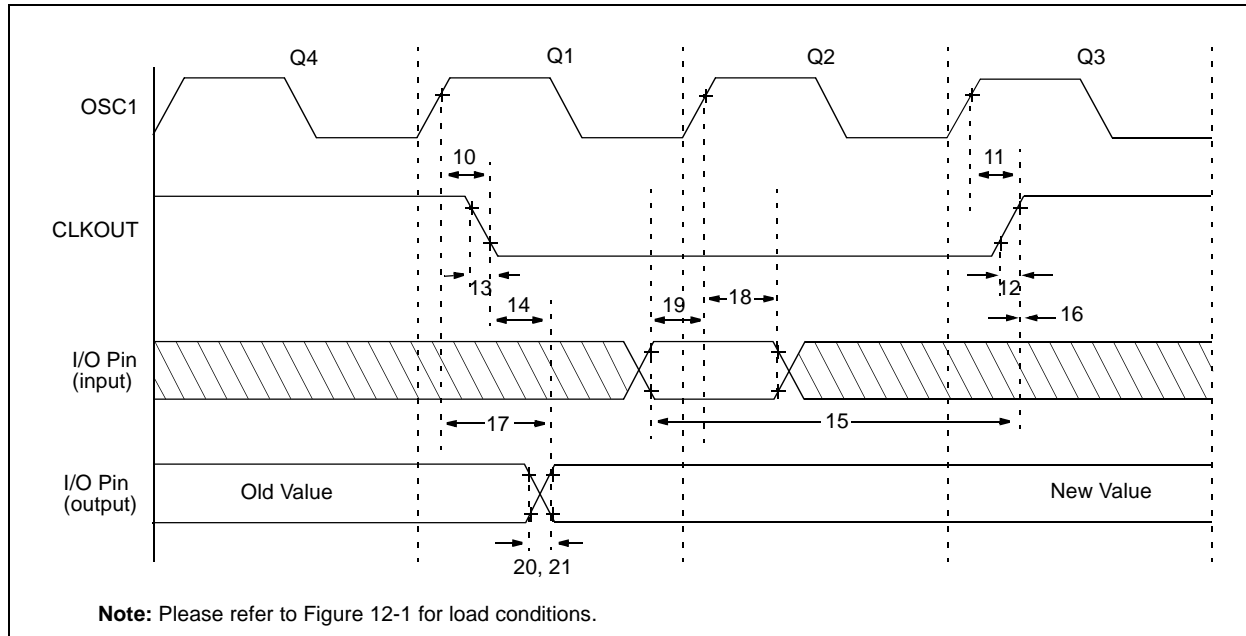 Q4 Q1 Q2 Q3
OSC1
10 11
CLKOUT
13 12
14 19 18 16
I/O Pin
(input)
17 15
I/O Pin
(output)
Old Value New Value
20, 21
Note: Please refer to Figure 12-1 for load conditions.